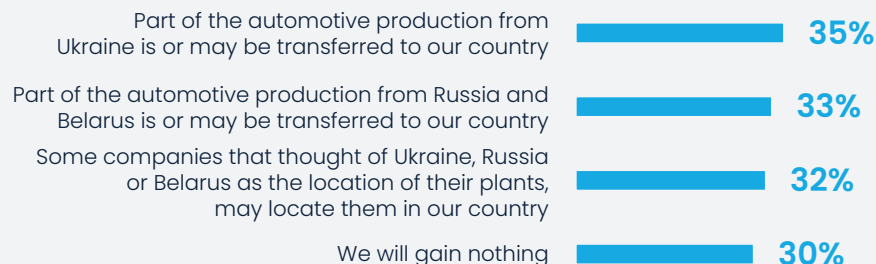 Part of the automotive production from
Ukraine is or may be transferred to our country
35%
Part of the automotive production from Russia and
Belarus is or may be transferred to our country
33%
Some companies that thought of Ukraine, Russia
or Belarus as the location of their plants,
may locate them in our country
32%
We will gain nothing
30%